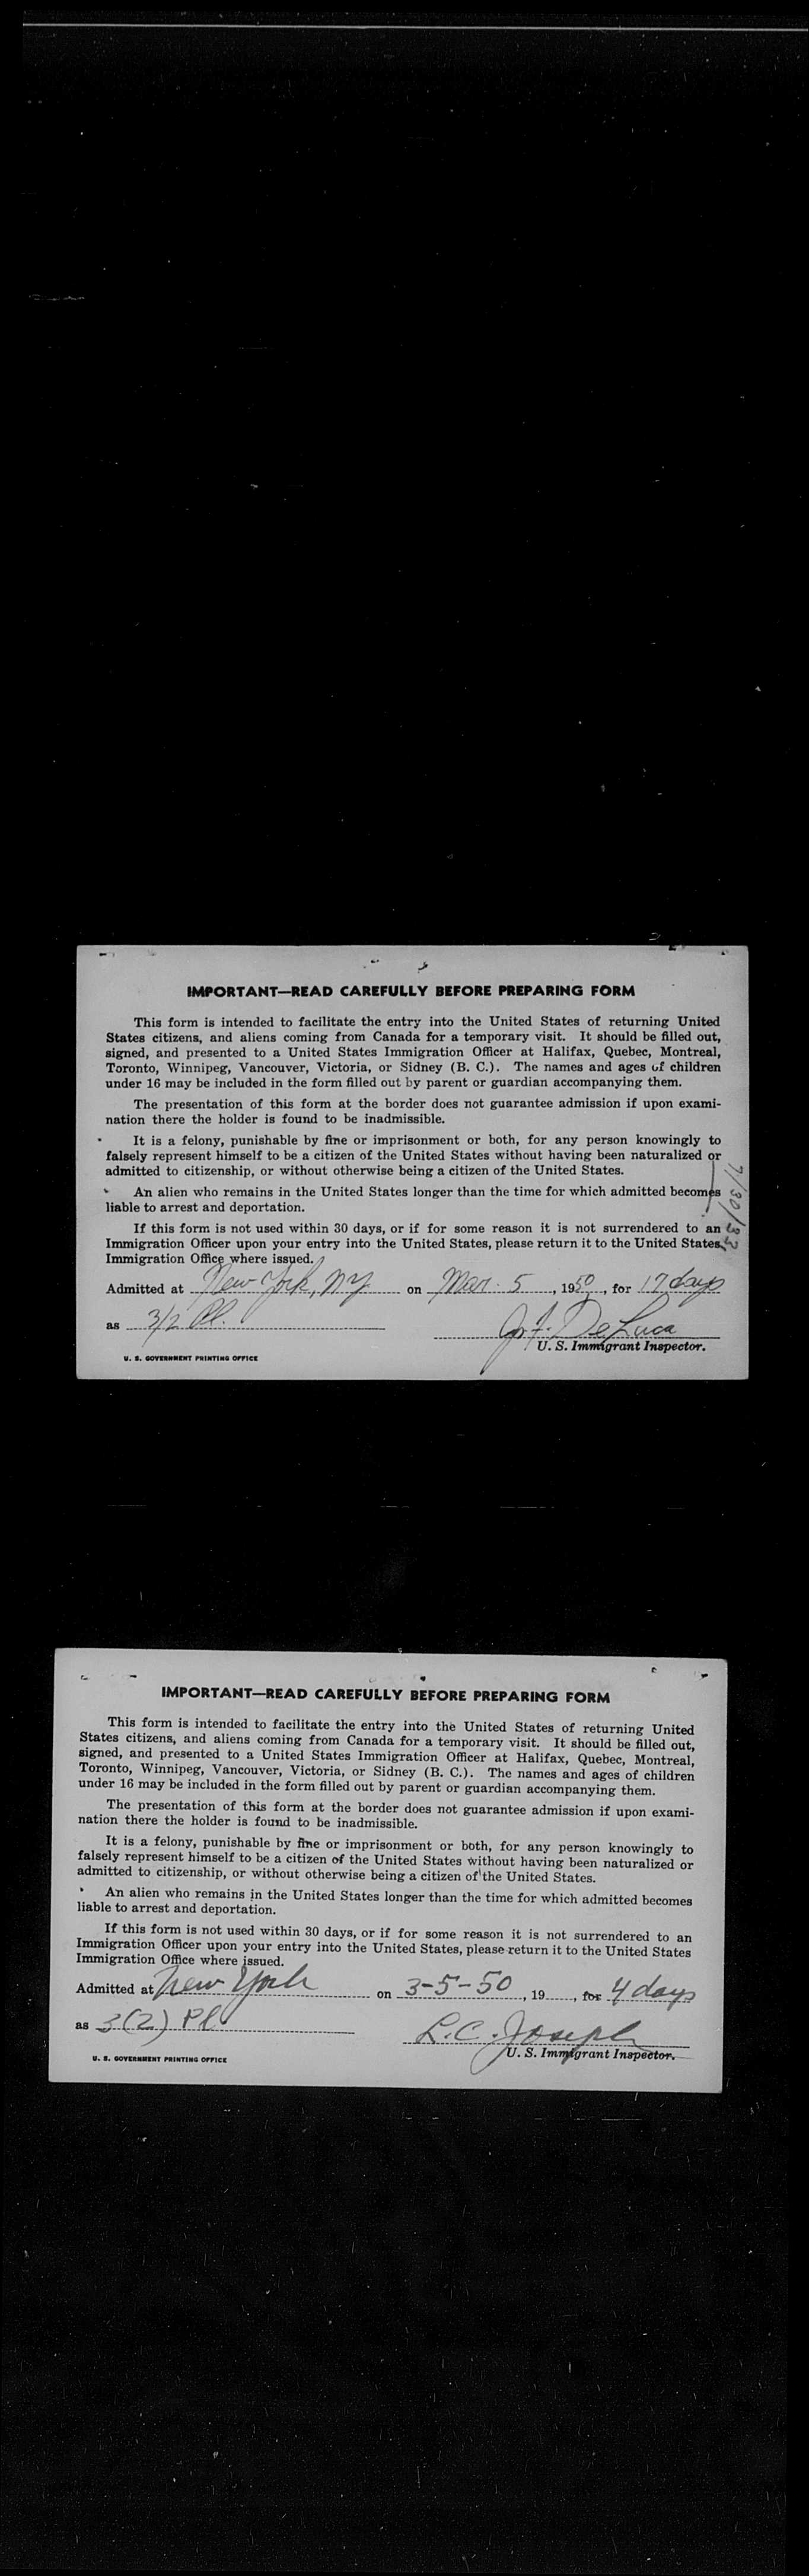 IMPORTANT—READ CAREFULLY BEFORE PREPARING FORM
This form is intended to facilitate the entry into the United States of returning United
States citizens, and aliens coming from Canada for a temporary visit. It should be filled out,
signed, and presented to a United States Immigration Officer at Halifax, Quebec, Montreal,
Toronto, Winnipeg, Vancouver, Victoria, or Sidney (B. C.). The names and ages of children
under 16 may be included in the form filled out by parent or guardian accompanying them.
The presentation of this form at the border does not guarantee admission if upon exami-
nation there the holder is found to be inadmissible.
It is a felony, punishable by fine or imprisonment or both, for any person knowingly to
falsely represent himself to be a citizen of the United States without having been naturalized or
admitted to citizenship, or without otherwise being a citizen of the United States.
An alien who remains in the United States longer than the time for which admitted becomes
liable to arrest and deportation.
If this form is not used within 30 days, or if for some reason it is not surrendered to an
Immigration Officer upon your entry into the United States, please return it to the United States
Immigration Office where issued.
Admitted at New York, NY on Mar. 5, 1950, for 17 days
as 3/2 Pl.
De Luca
U. S. Immigrant Inspector.
U. S. GOVERNMENT PRINTING OFFICE
IMPORTANT—READ CAREFULLY BEFORE PREPARING FORM
This form is intended to facilitate the entry into the United States of returning United
States citizens, and aliens coming from Canada for a temporary visit. It should be filled out,
signed, and presented to a United States Immigration Officer at Halifax, Quebec, Montreal,
Toronto, Winnipeg, Vancouver, Victoria, or Sidney (B. C.). The names and ages of children
under 16 may be included in the form filled out by parent or guardian accompanying them.
The presentation of this form at the border does not guarantee admission if upon exami-
nation there the holder is found to be inadmissible.
It is a felony, punishable by fine or imprisonment or both, for any person knowingly to
falsely represent himself to be a citizen of the United States without having been naturalized or
admitted to citizenship, or without otherwise being a citizen of the United States.
An alien who remains in the United States longer than the time for which admitted becomes
liable to arrest and deportation.
If this form is not used within 30 days, or if for some reason it is not surrendered to an
Immigration Officer upon your entry into the United States, please return it to the United States
Immigration Office where issued.
Admitted at New York on 3-5-50, 19, for 4 days
as 3(2) Pl
L.C. Joseph
U. S. Immigrant Inspector.
U. S. GOVERNMENT PRINTING OFFICE